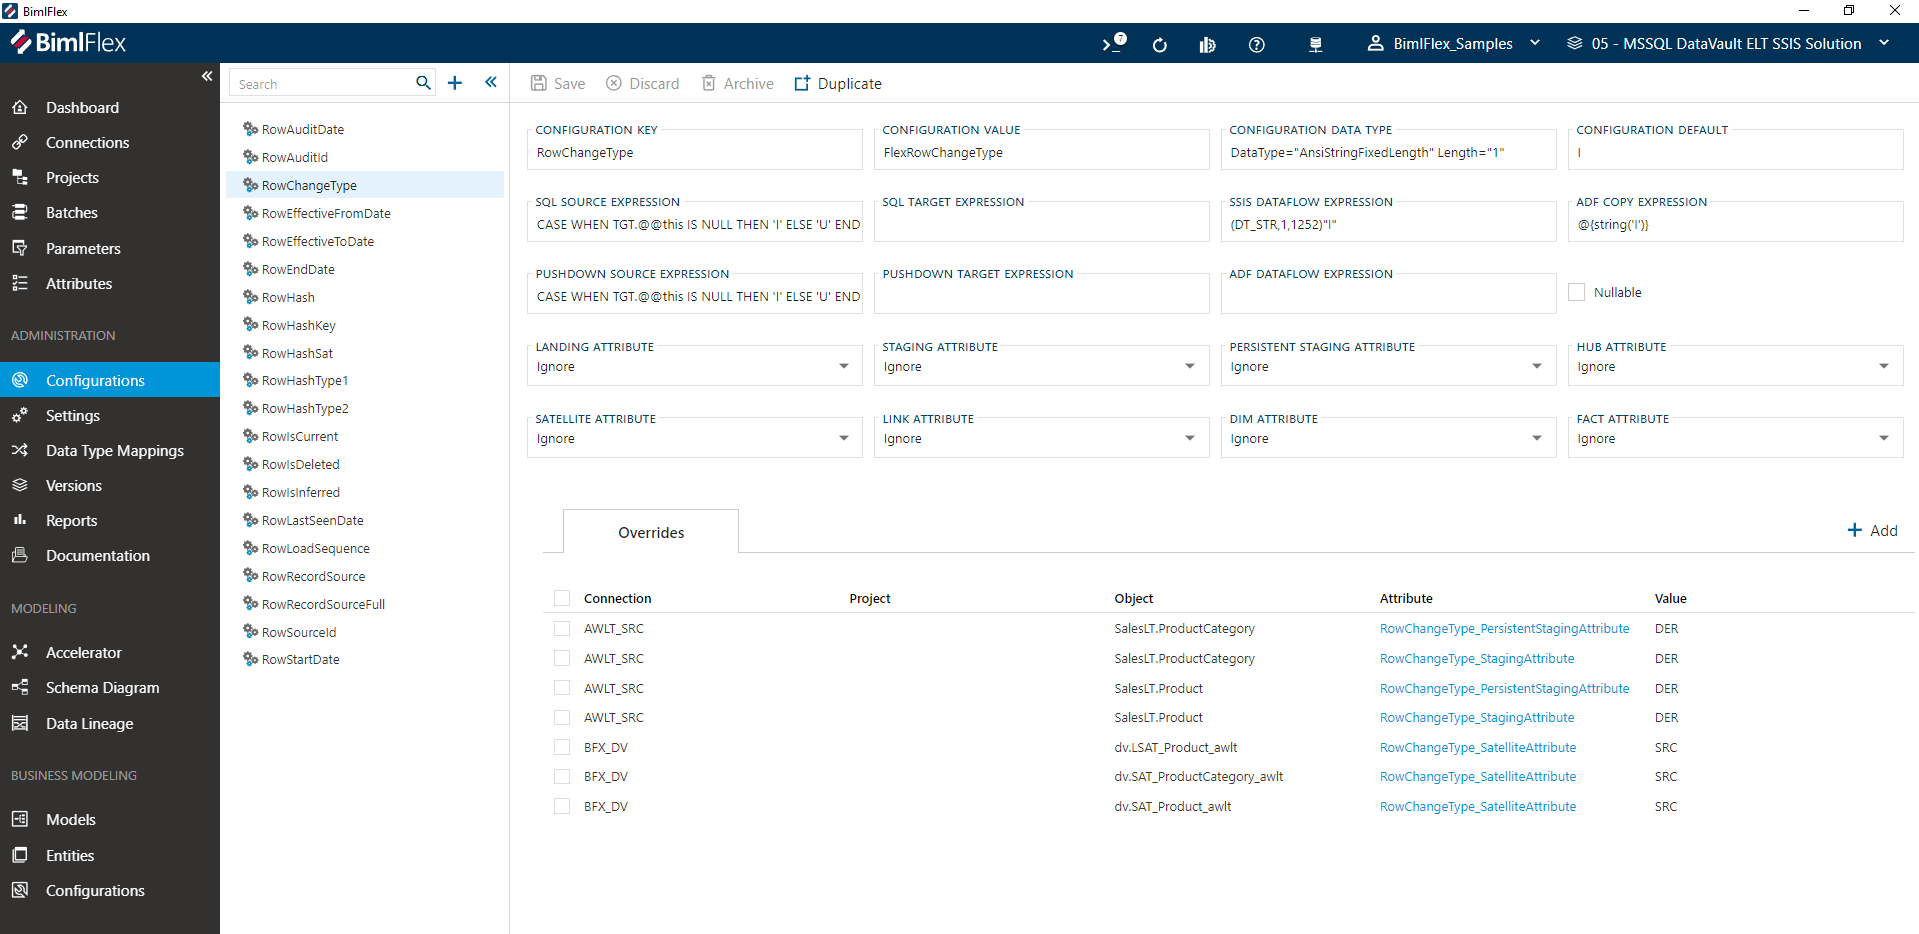 BimlFlex
BimlFlex
7
BimlFlex_Samples
05 - MSSQL DataVault ELT SSIS Solution
Dashboard
Connections
Projects
Batches
Parameters
Attributes
ADMINISTRATION
Configurations
Settings
Data Type Mappings
Versions
Reports
Documentation
MODELING
Accelerator
Schema Diagram
Data Lineage
BUSINESS MODELING
Models
Entities
Configurations
Search
RowAuditDate
RowAuditId
RowChangeType
RowEffectiveFromDate
RowEffectiveToDate
RowEndDate
RowHash
RowHashKey
RowHashSat
RowHashType1
RowHashType2
RowIsCurrent
RowIsDeleted
RowIsInferred
RowLastSeenDate
RowLoadSequence
RowRecordSource
RowRecordSourceFull
RowSourceId
RowStartDate
Save Discard Archive Duplicate
CONFIGURATION KEY CONFIGURATION VALUE CONFIGURATION DATA TYPE CONFIGURATION DEFAULT
RowChangeType FlexRowChangeType DataType="AnsiStringFixedLength" Length="1" I
SQL SOURCE EXPRESSION SQL TARGET EXPRESSION SSIS DATAFLOW EXPRESSION ADF COPY EXPRESSION
CASE WHEN TGT.@@this IS NULL THEN 'I' ELSE 'U' END (DT_STR,1,1252)"I" @{string('I')}
PUSHDOWN SOURCE EXPRESSION PUSHDOWN TARGET EXPRESSION ADF DATAFLOW EXPRESSION
CASE WHEN TGT.@@this IS NULL THEN 'I' ELSE 'U' END Nullable
LANDING ATTRIBUTE STAGING ATTRIBUTE PERSISTENT STAGING ATTRIBUTE HUB ATTRIBUTE
Ignore Ignore Ignore Ignore
SATELLITE ATTRIBUTE LINK ATTRIBUTE DIM ATTRIBUTE FACT ATTRIBUTE
Ignore Ignore Ignore Ignore
Overrides Add
Connection Project Object Attribute Value
AWLT_SRC SalesLT.ProductCategory RowChangeType_PersistentStagingAttribute DER
AWLT_SRC SalesLT.ProductCategory RowChangeType_StagingAttribute DER
AWLT_SRC SalesLT.Product RowChangeType_PersistentStagingAttribute DER
AWLT_SRC SalesLT.Product RowChangeType_StagingAttribute DER
BFX_DV dv.LSAT_Product_awlt RowChangeType_SatelliteAttribute SRC
BFX_DV dv.SAT_ProductCategory_awlt RowChangeType_SatelliteAttribute SRC
BFX_DV dv.SAT_Product_awlt RowChangeType_SatelliteAttribute SRC